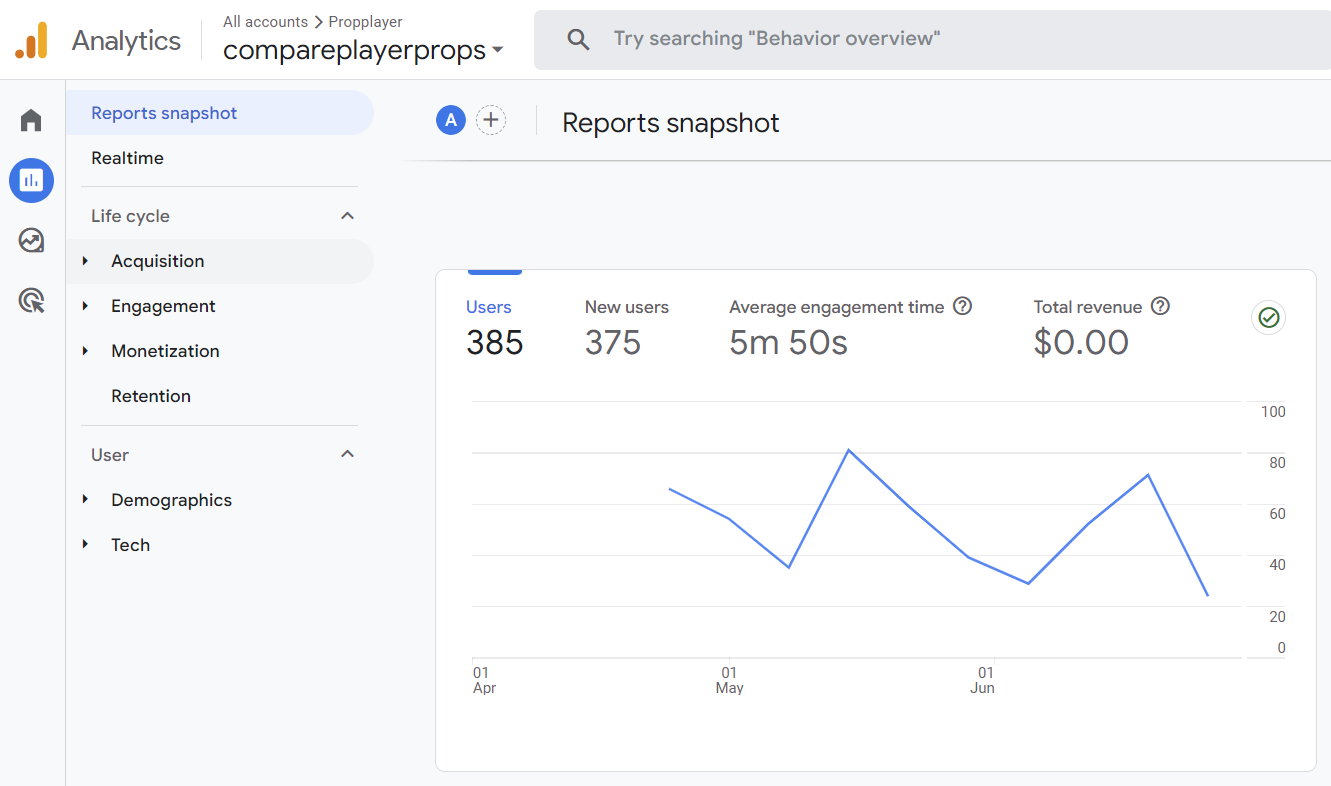 Analytics
All accounts > Propplayer
compareplayerprops
Try searching "Behavior overview"
Reports snapshot
Realtime
Life cycle
Acquisition
Engagement
Monetization
Retention
User
Demographics
Tech
A
Reports snapshot
Users
385
New users
375
Average engagement time
5m 50s
Total revenue
$0.00
100
80
60
40
20
0
01
Apr
01
May
01
Jun